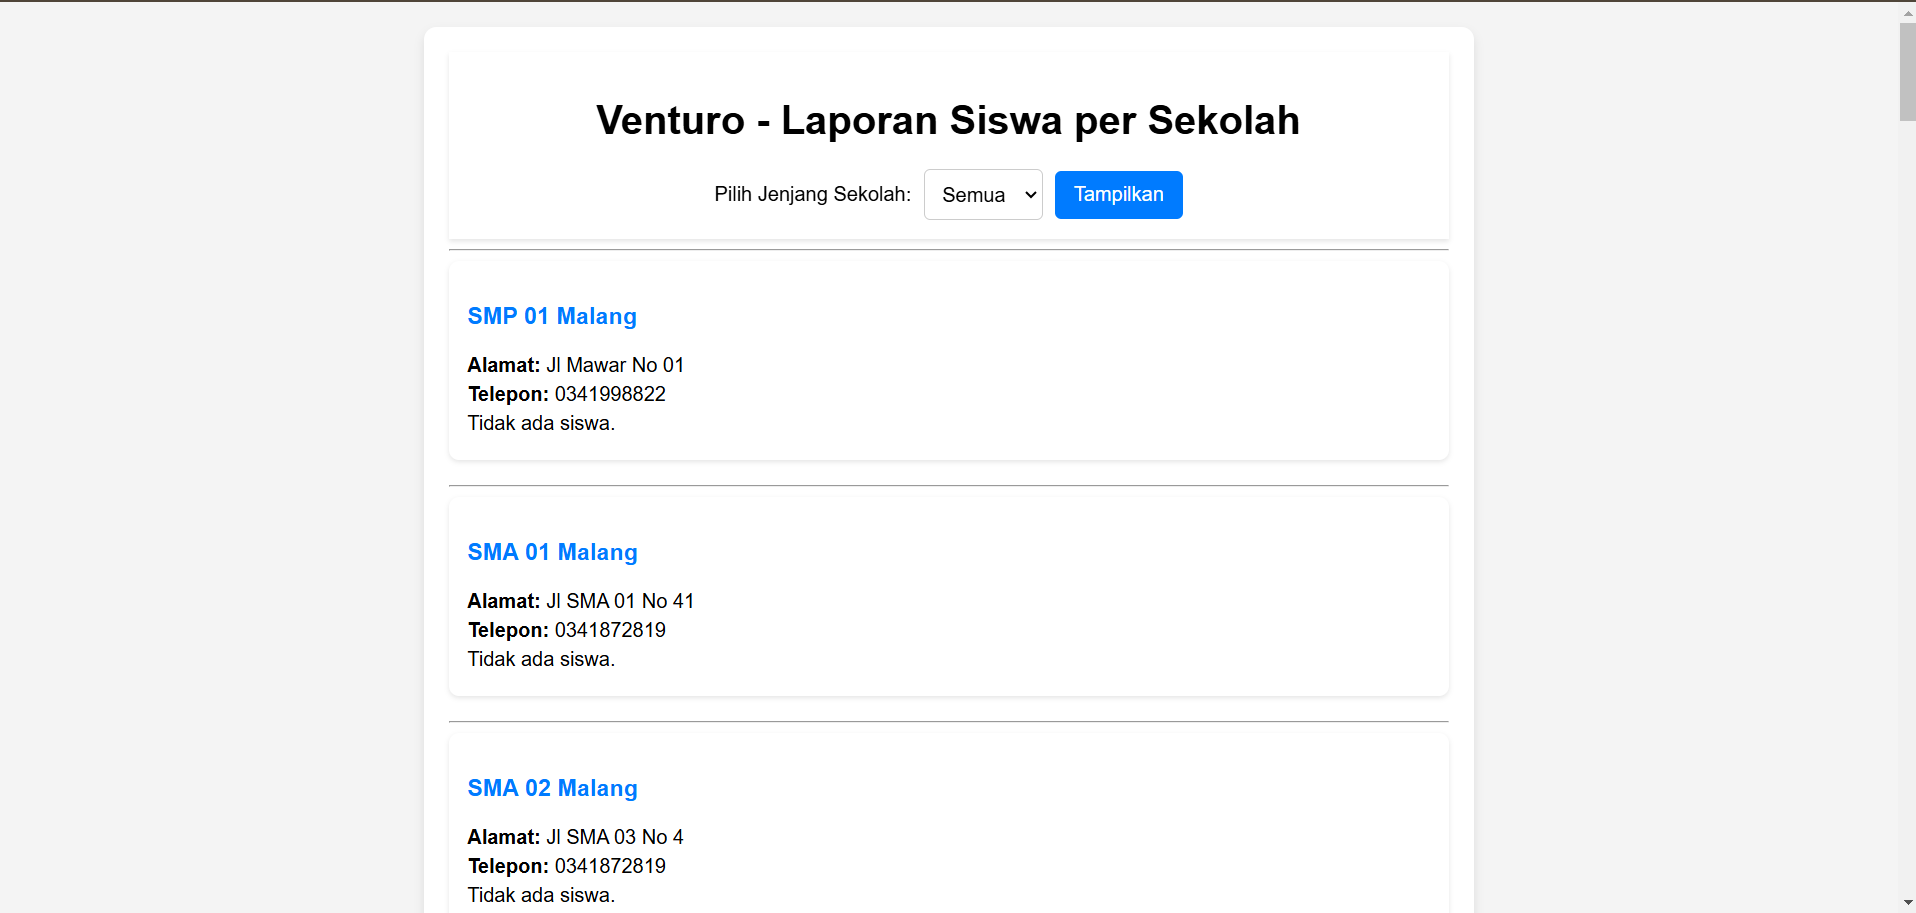 Venturo - Laporan Siswa per Sekolah
Pilih Jenjang Sekolah: Semua Tampilkan
SMP 01 Malang
Alamat: Jl Mawar No 01
Telepon: 0341998822
Tidak ada siswa.
SMA 01 Malang
Alamat: Jl SMA 01 No 41
Telepon: 0341872819
Tidak ada siswa.
SMA 02 Malang
Alamat: Jl SMA 03 No 4
Telepon: 0341872819
Tidak ada siswa.